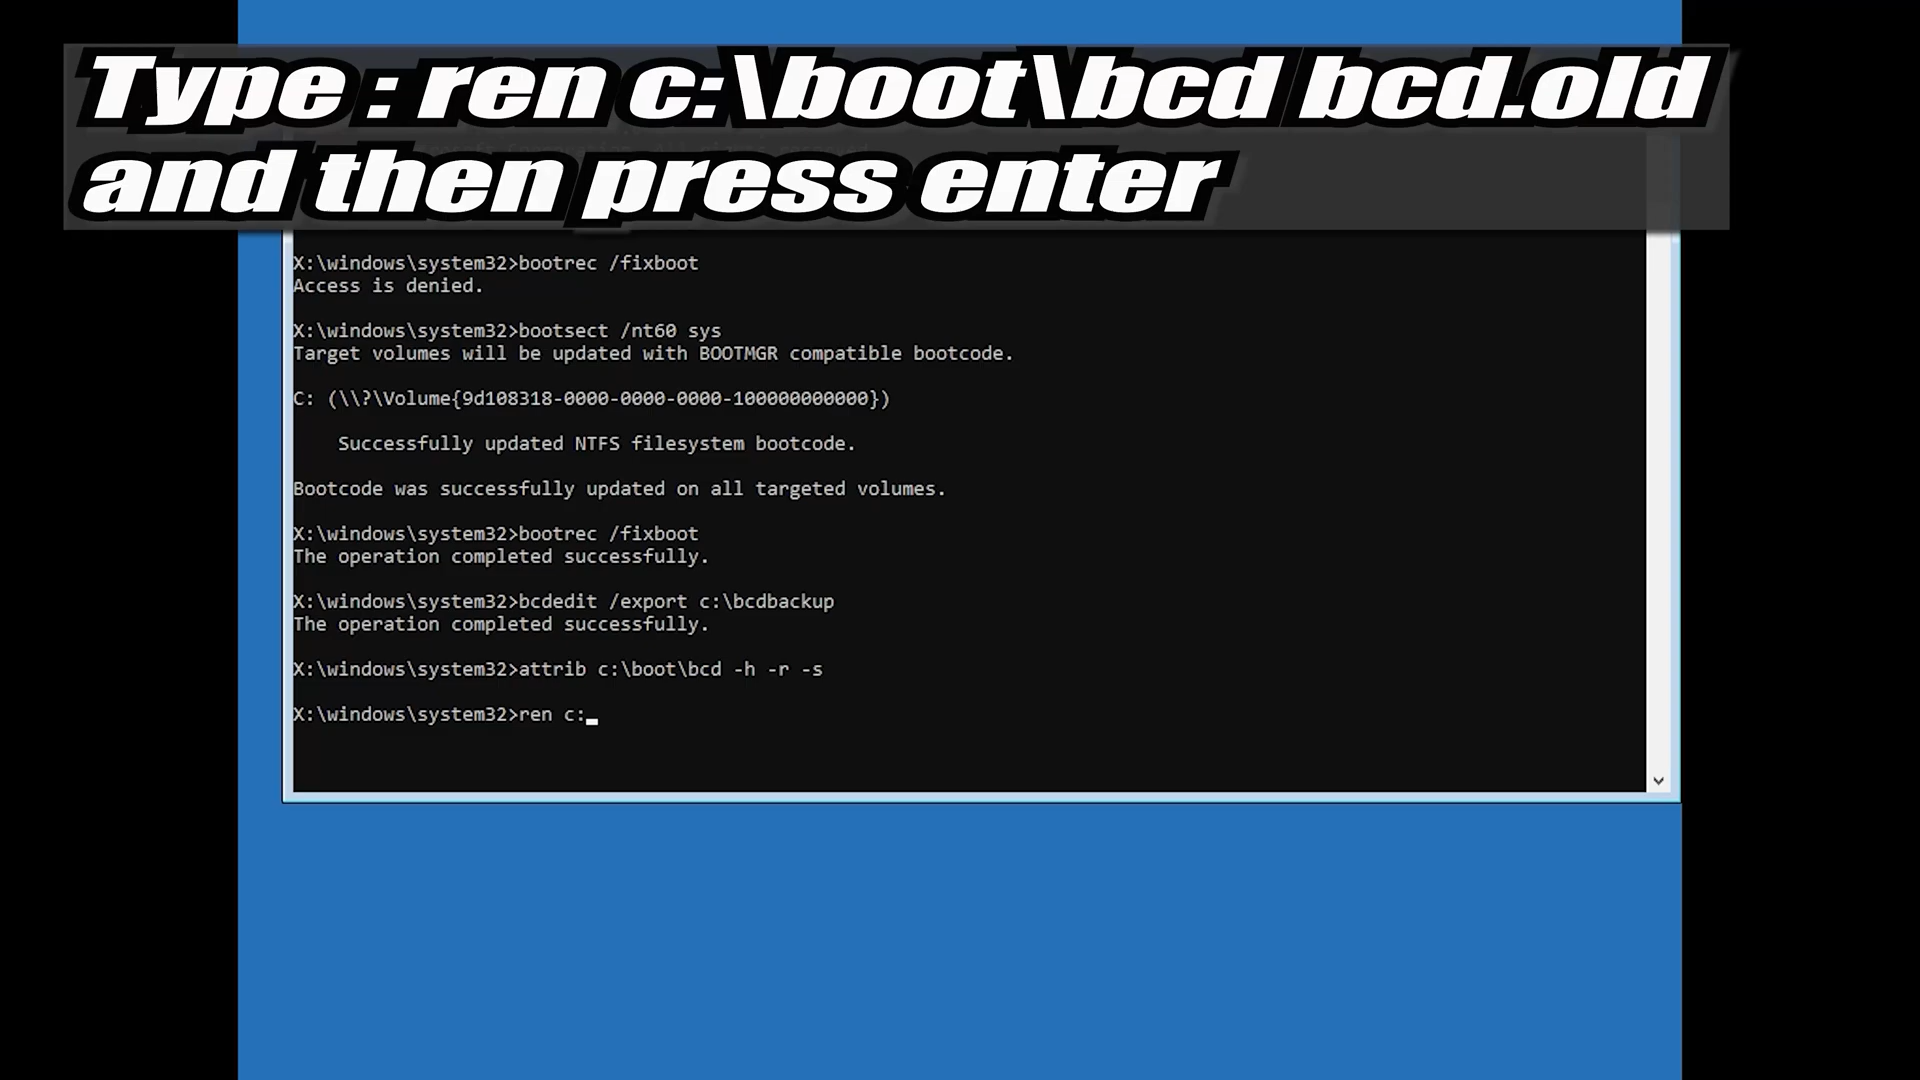 Type : ren c:\boot\bcd bcd.old
and then press enter
X:\windows\system32>bootrec /fixboot
Access is denied.
X:\windows\system32>bootsect /nt60 sys
Target volumes will be updated with BOOTMGR compatible bootcode.
C: (\\?\Volume{9d108318-0000-0000-0000-100000000000})
Successfully updated NTFS filesystem bootcode.
Bootcode was successfully updated on all targeted volumes.
X:\windows\system32>bootrec /fixboot
The operation completed successfully.
X:\windows\system32>bcdedit /export c:\bcdbackup
The operation completed successfully.
X:\windows\system32>attrib c:\boot\bcd -h -r -s
X:\windows\system32>ren c: